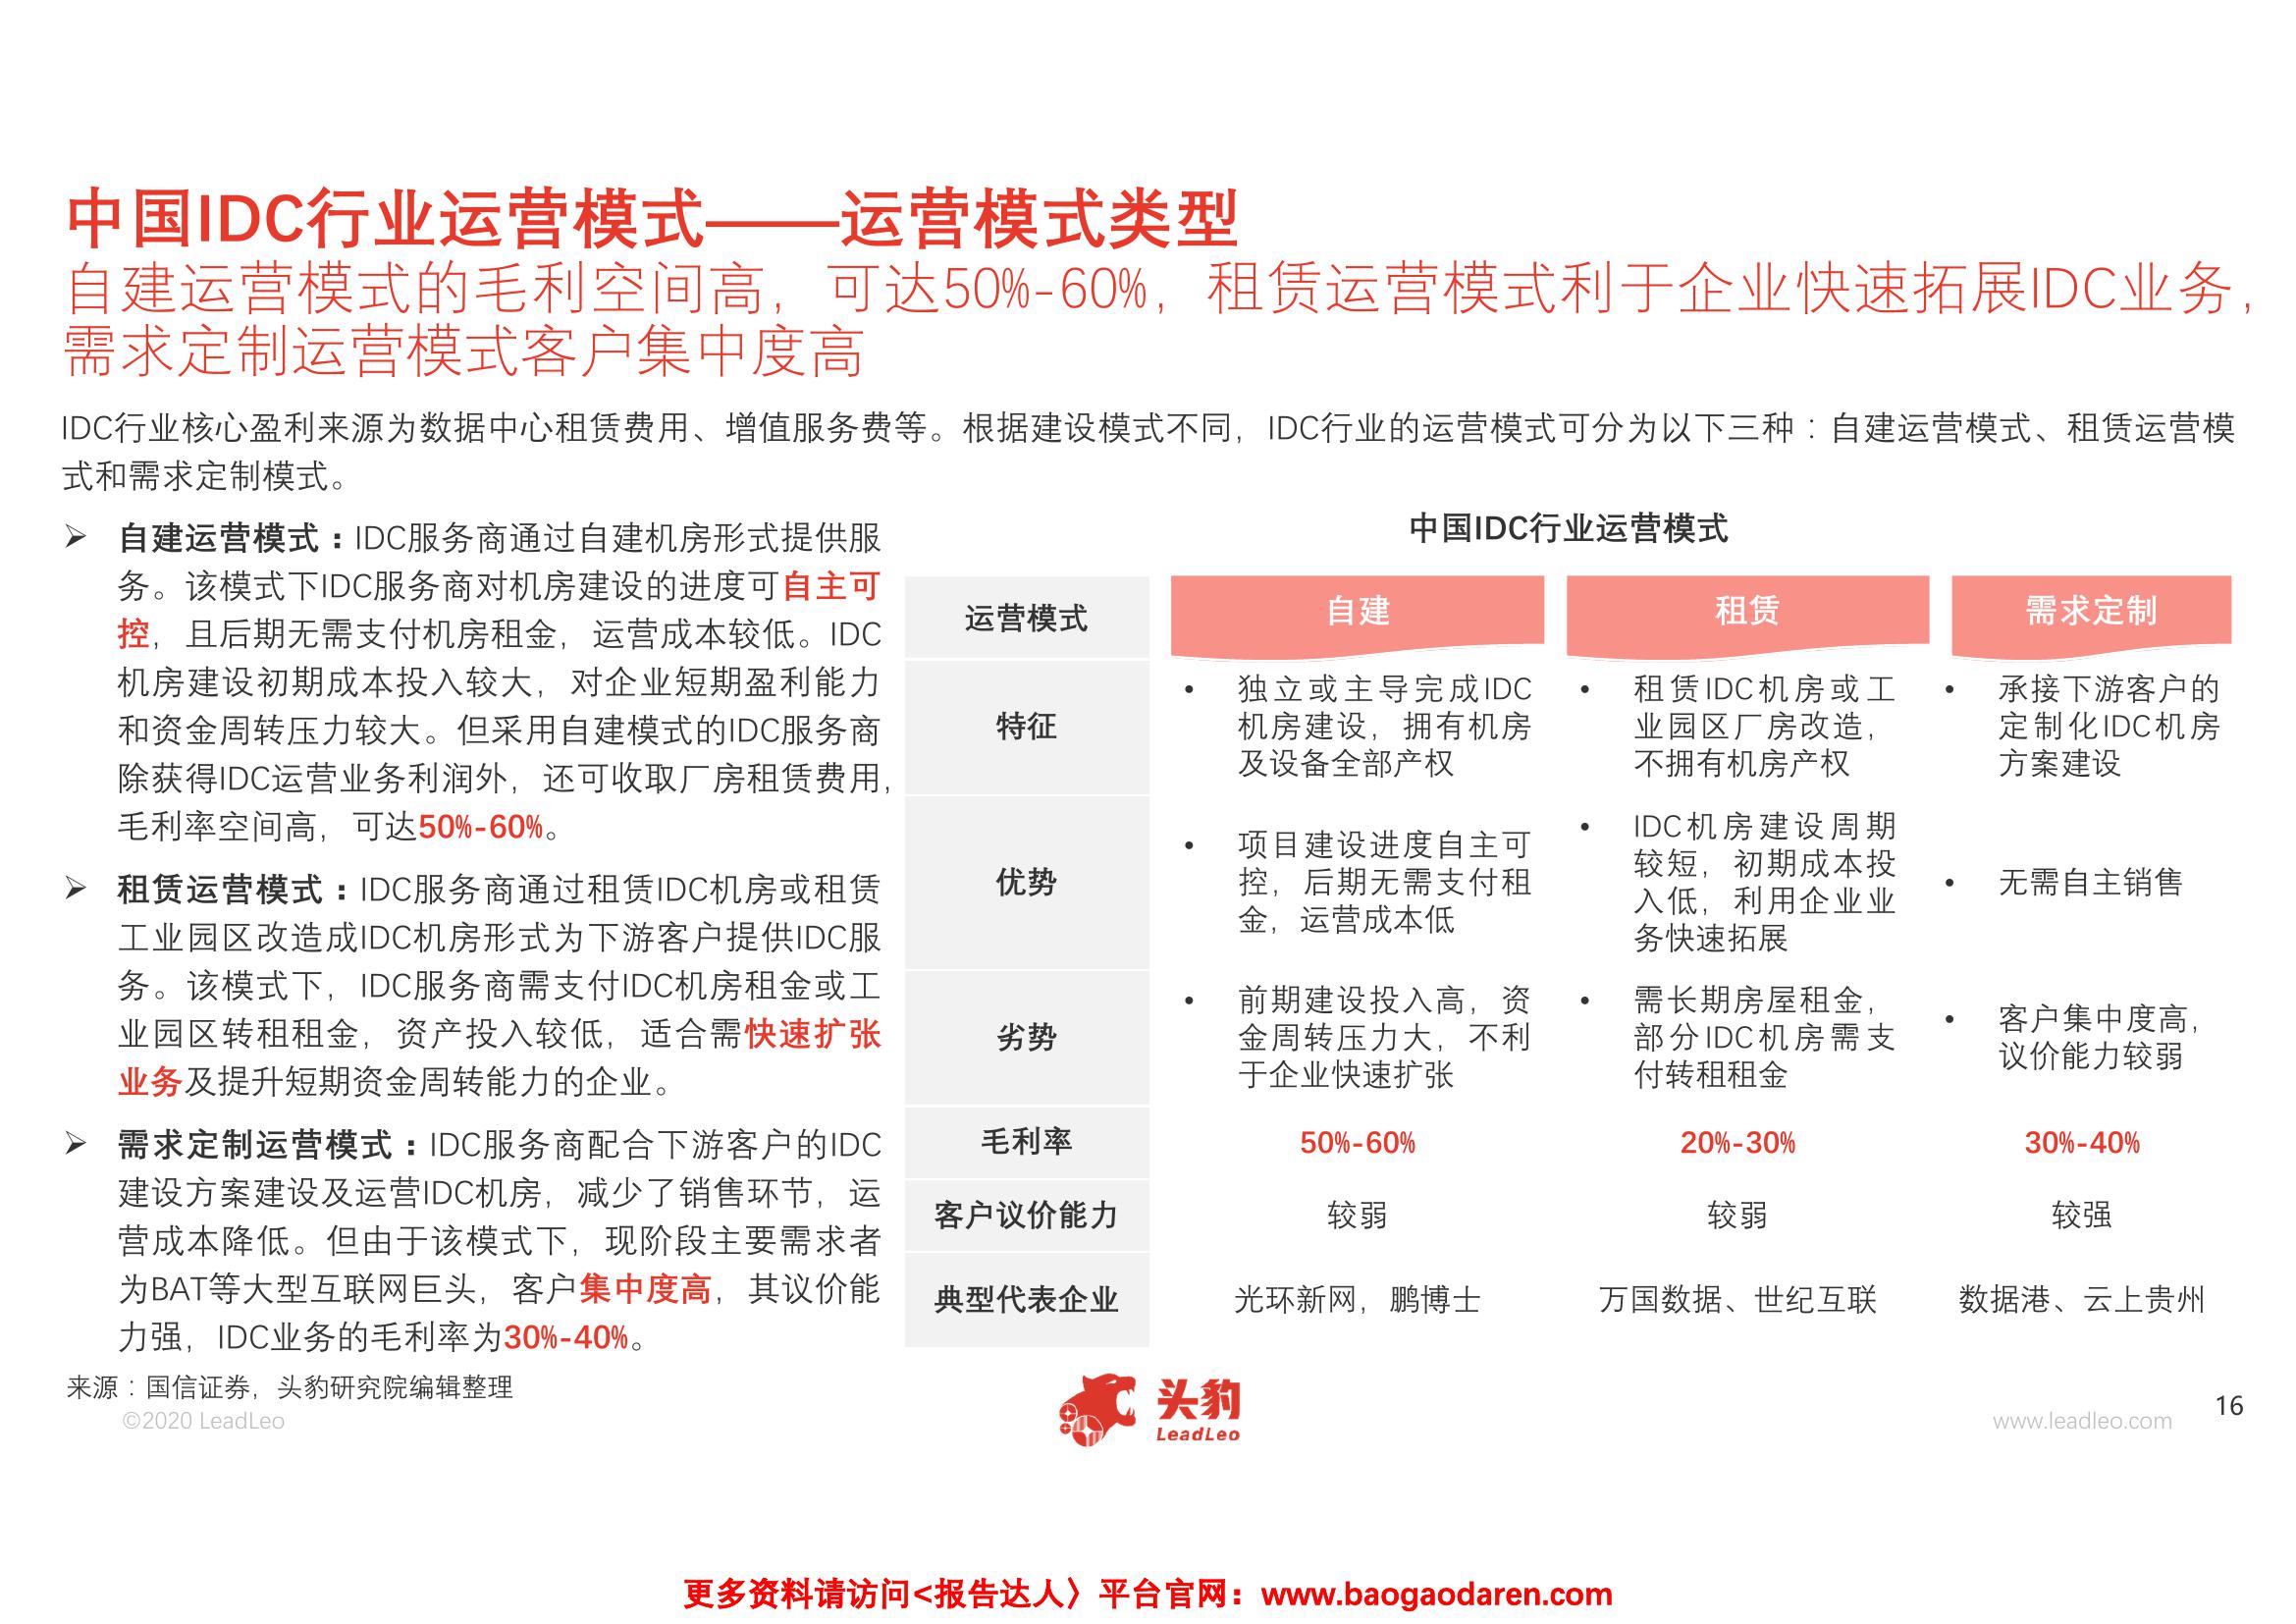 中国IDC行业运营模式——运营模式类型
自建运营模式的毛利空间高，可达50%-60%，租赁运营模式利于企业快速拓展IDC业务，
需求定制运营模式客户集中度高
IDC行业核心盈利来源为数据中心租赁费用、增值服务费等。根据建设模式不同，IDC行业的运营模式可分为以下三种：自建运营模式、租赁运营模
式和需求定制模式。
➢ 自建运营模式：IDC服务商通过自建机房形式提供服
务。该模式下IDC服务商对机房建设的进度可自主可
控，且后期无需支付机房租金，运营成本较低。IDC
机房建设初期成本投入较大，对企业短期盈利能力
和资金周转压力较大。但采用自建模式的IDC服务商
除获得IDC运营业务利润外，还可收取厂房租赁费用，
毛利率空间高，可达50%-60%。
➢ 租赁运营模式：IDC服务商通过租赁IDC机房或租赁
工业园区改造成IDC机房形式为下游客户提供IDC服
务。该模式下，IDC服务商需支付IDC机房租金或工
业园区转租租金，资产投入较低，适合需快速扩张
业务及提升短期资金周转能力的企业。
➢ 需求定制运营模式：IDC服务商配合下游客户的IDC
建设方案建设及运营IDC机房，减少了销售环节，运
营成本降低。但由于该模式下，现阶段主要需求者
为BAT等大型互联网巨头，客户集中度高，其议价能
力强，IDC业务的毛利率为30%-40%。
中国IDC行业运营模式
运营模式
自建
租赁
需求定制
特征
• 独立或主导完成IDC
机房建设，拥有机房
及设备全部产权
• 租赁IDC机房或工
业园区厂房改造，
不拥有机房产权
• 承接下游客户的
定制化IDC机房
方案建设
优势
• 项目建设进度自主可
控，后期无需支付租
金，运营成本低
• IDC机房建设周期
较短，初期成本投
入低，利用企业业
务快速拓展
• 无需自主销售
劣势
• 前期建设投入高，资
金周转压力大，不利
于企业快速扩张
• 需长期房屋租金，
部分IDC机房需支
付转租租金
• 客户集中度高，
议价能力较弱
毛利率
50%-60%
20%-30%
30%-40%
客户议价能力
较弱
较弱
较强
典型代表企业
光环新网，鹏博士
万国数据、世纪互联
数据港、云上贵州
来源：国信证券，头豹研究院编辑整理
©2020 LeadLeo
头豹
LeadLeo
www.leadleo.com
16
更多资料请访问<报告达人〉平台官网：www.baogaodaren.com